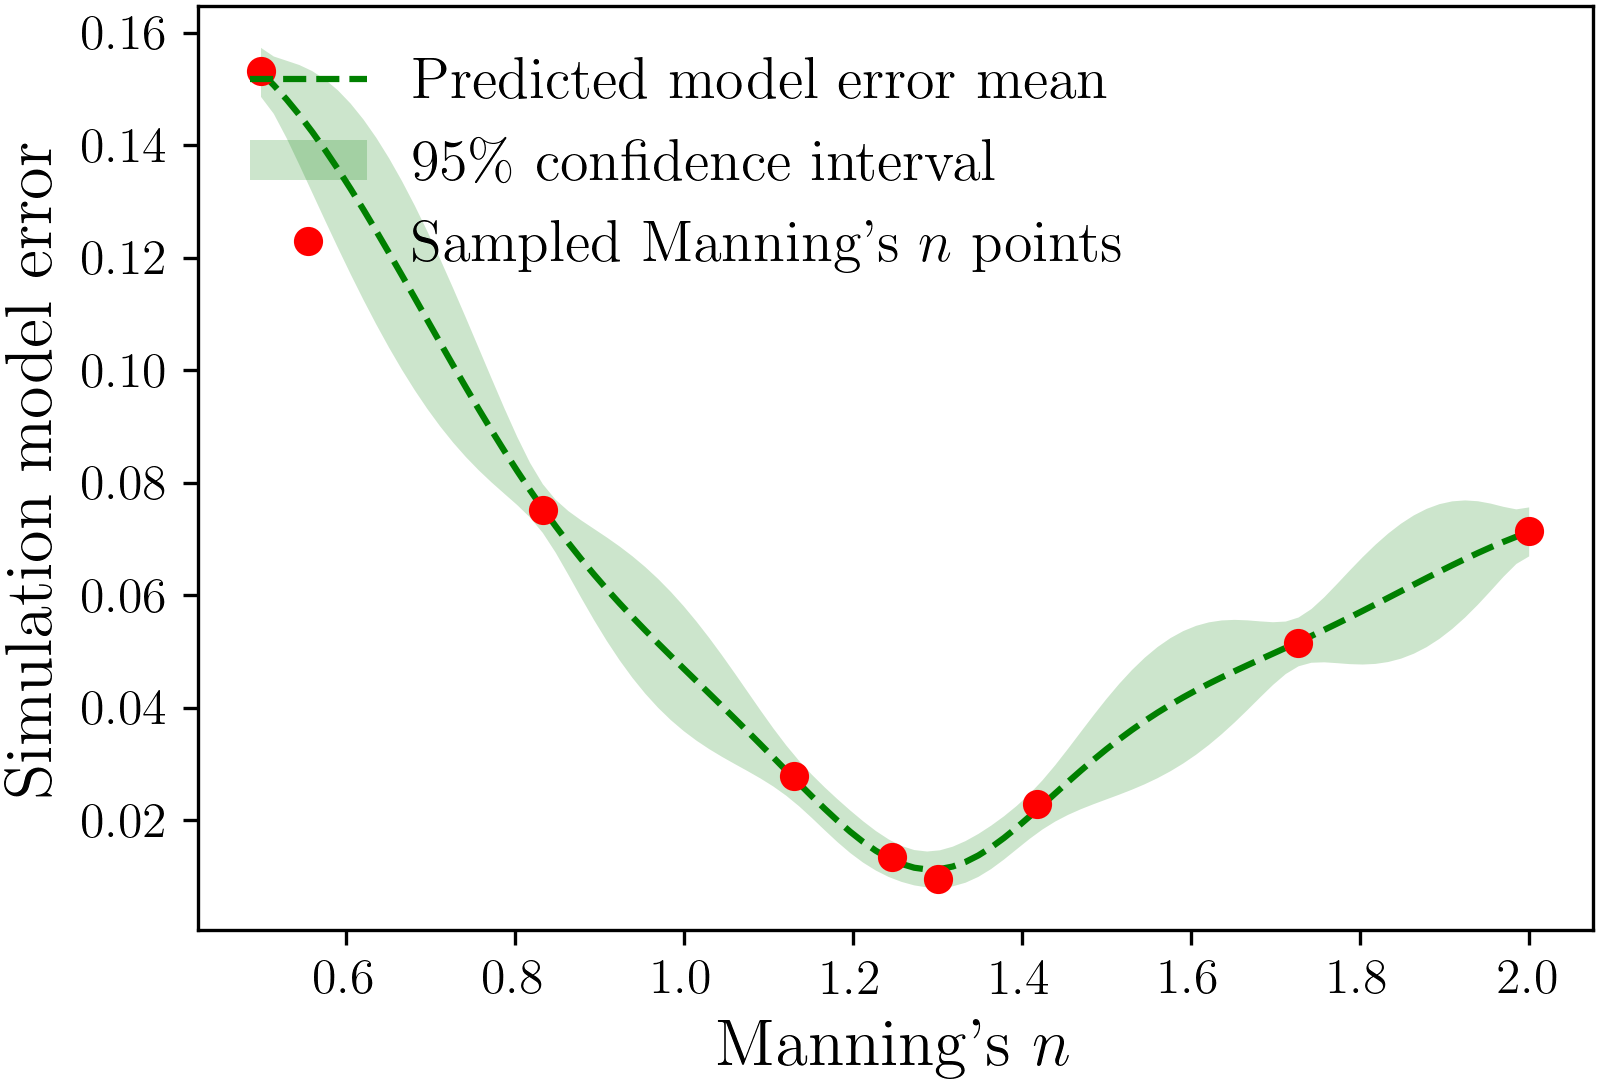 Predicted model error mean
95% confidence interval
Sampled Manning's n points
Simulation model error
0.16
0.14
0.12
0.10
0.08
0.06
0.04
0.02
0.6 0.8 1.0 1.2 1.4 1.6 1.8 2.0
Manning's n